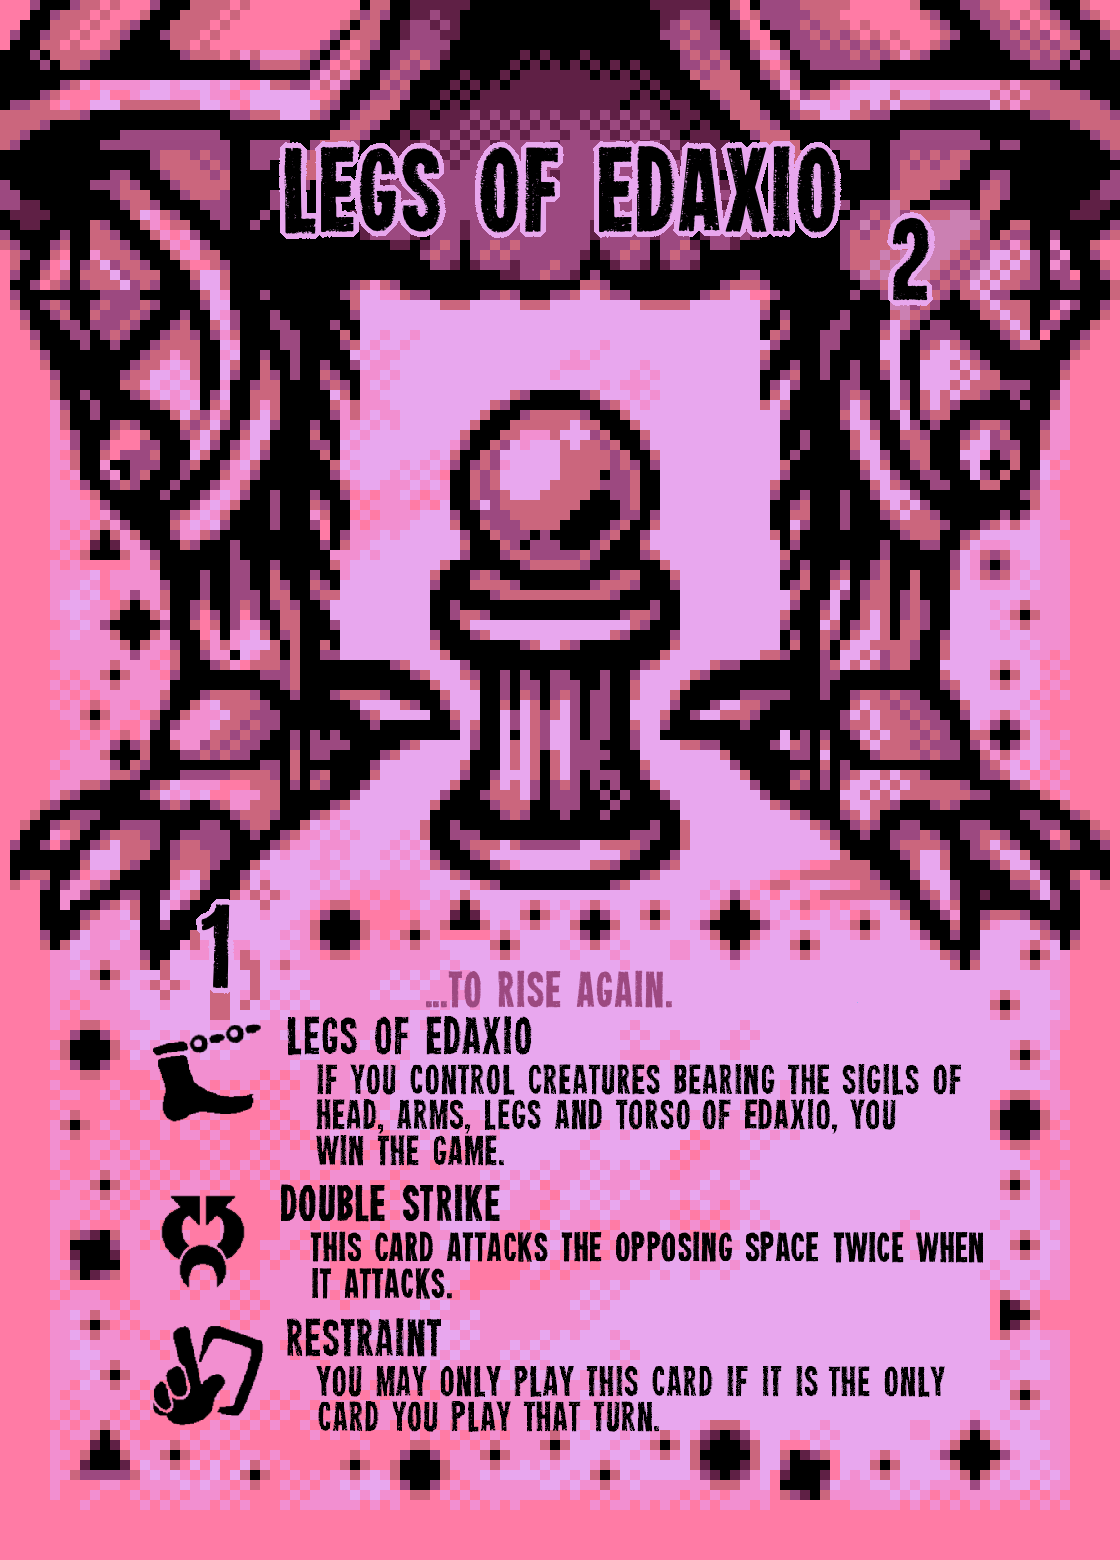 LEGS OF EDAXIO
2
1
...TO RISE AGAIN.
LEGS OF EDAXIO
IF YOU CONTROL CREATURES BEARING THE SIGILS OF
HEAD, ARMS, LEGS AND TORSO OF EDAXIO, YOU
WIN THE GAME.
DOUBLE STRIKE
THIS CARD ATTACKS THE OPPOSING SPACE TWICE WHEN
IT ATTACKS.
RESTRAINT
YOU MAY ONLY PLAY THIS CARD IF IT IS THE ONLY
CARD YOU PLAY THAT TURN.